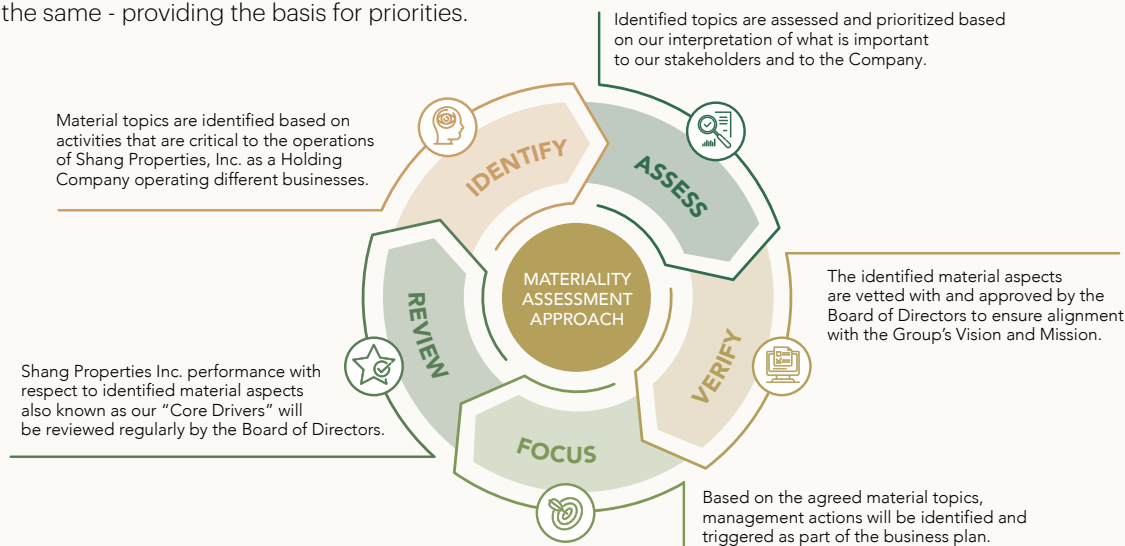 the same - providing the basis for priorities.
Identified topics are assessed and prioritized based
on our interpretation of what is important
to our stakeholders and to the Company.
Material topics are identified based on
activities that are critical to the operations
of Shang Properties, Inc. as a Holding
Company operating different businesses.
IDENTIFY
ASSESS
MATERIALITY
ASSESSMENT
APPROACH
The identified material aspects
are vetted with and approved by the
Board of Directors to ensure alignment
with the Group’s Vision and Mission.
REVIEW
VERIFY
Shang Properties Inc. performance with
respect to identified material aspects
also known as our “Core Drivers” will
be reviewed regularly by the Board of Directors.
FOCUS
Based on the agreed material topics,
management actions will be identified and
triggered as part of the business plan.